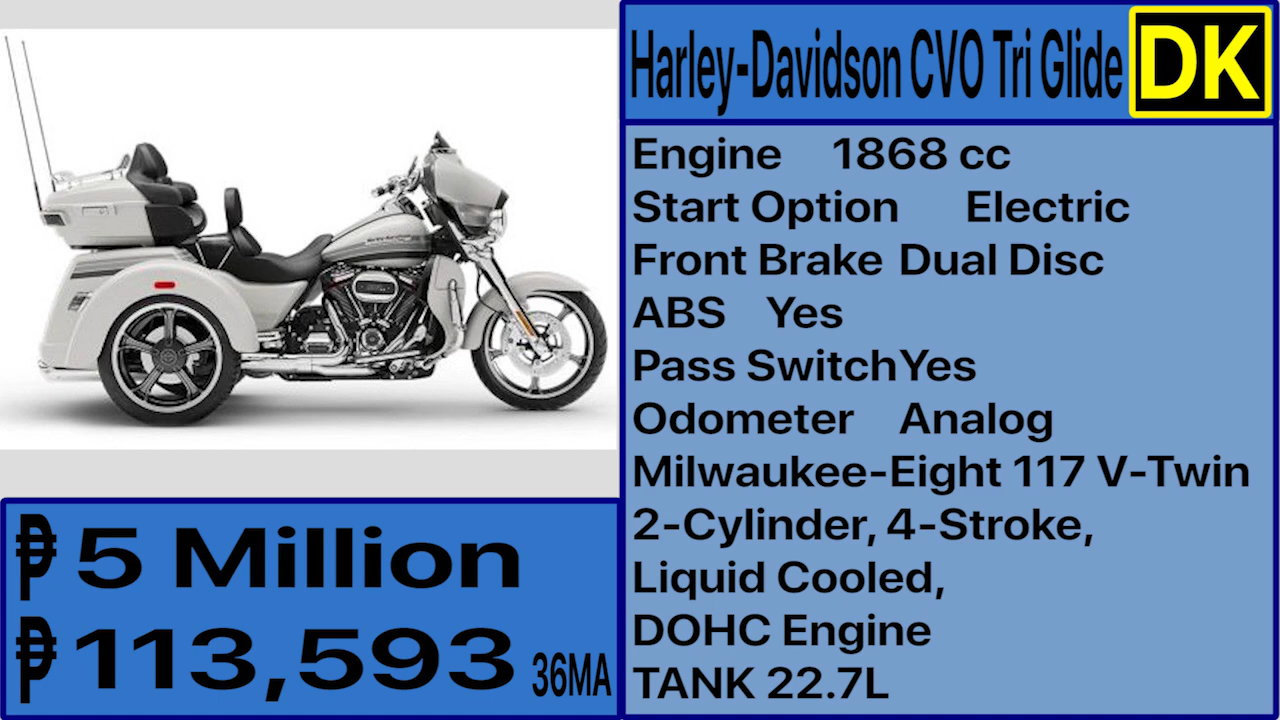 Harley-Davidson CVO Tri Glide DK
Engine 1868 cc
Start Option Electric
Front Brake Dual Disc
ABS Yes
Pass SwitchYes
Odometer Analog
Milwaukee-Eight 117 V-Twin
2-Cylinder, 4-Stroke,
Liquid Cooled,
DOHC Engine
TANK 22.7L
₱ 5 Million
₱ 113,593 36MA